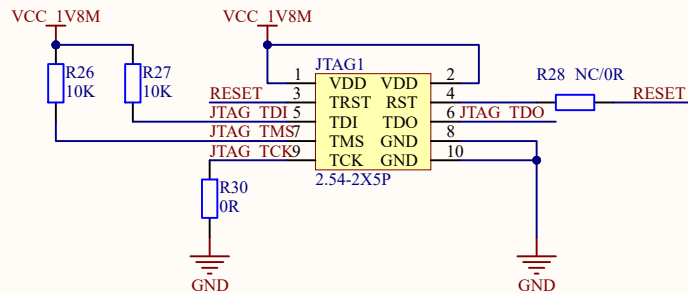 VCC_1V8M
VCC_1V8M
JTAG1
R26
10K
R27
10K
1 VDD VDD 2
RESET 3 TRST RST 4
R28 NC/0R
RESET
JTAG_TDI 5 TDI TDO 6 JTAG_TDO
JTAG_TMS 7 TMS GND 8
JTAG_TCK 9 TCK GND 10
2.54-2X5P
R30
0R
GND
GND